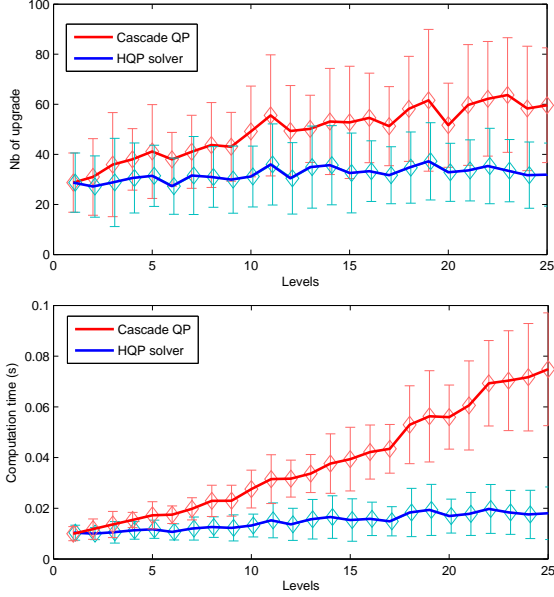 100
80
60
40
20
0
Nb of upgrade
Cascade QP
HQP solver
0 5 10 15 20 25
Levels
0.1
0.08
0.06
0.04
0.02
0
Computation time (s)
Cascade QP
HQP solver
0 5 10 15 20 25
Levels